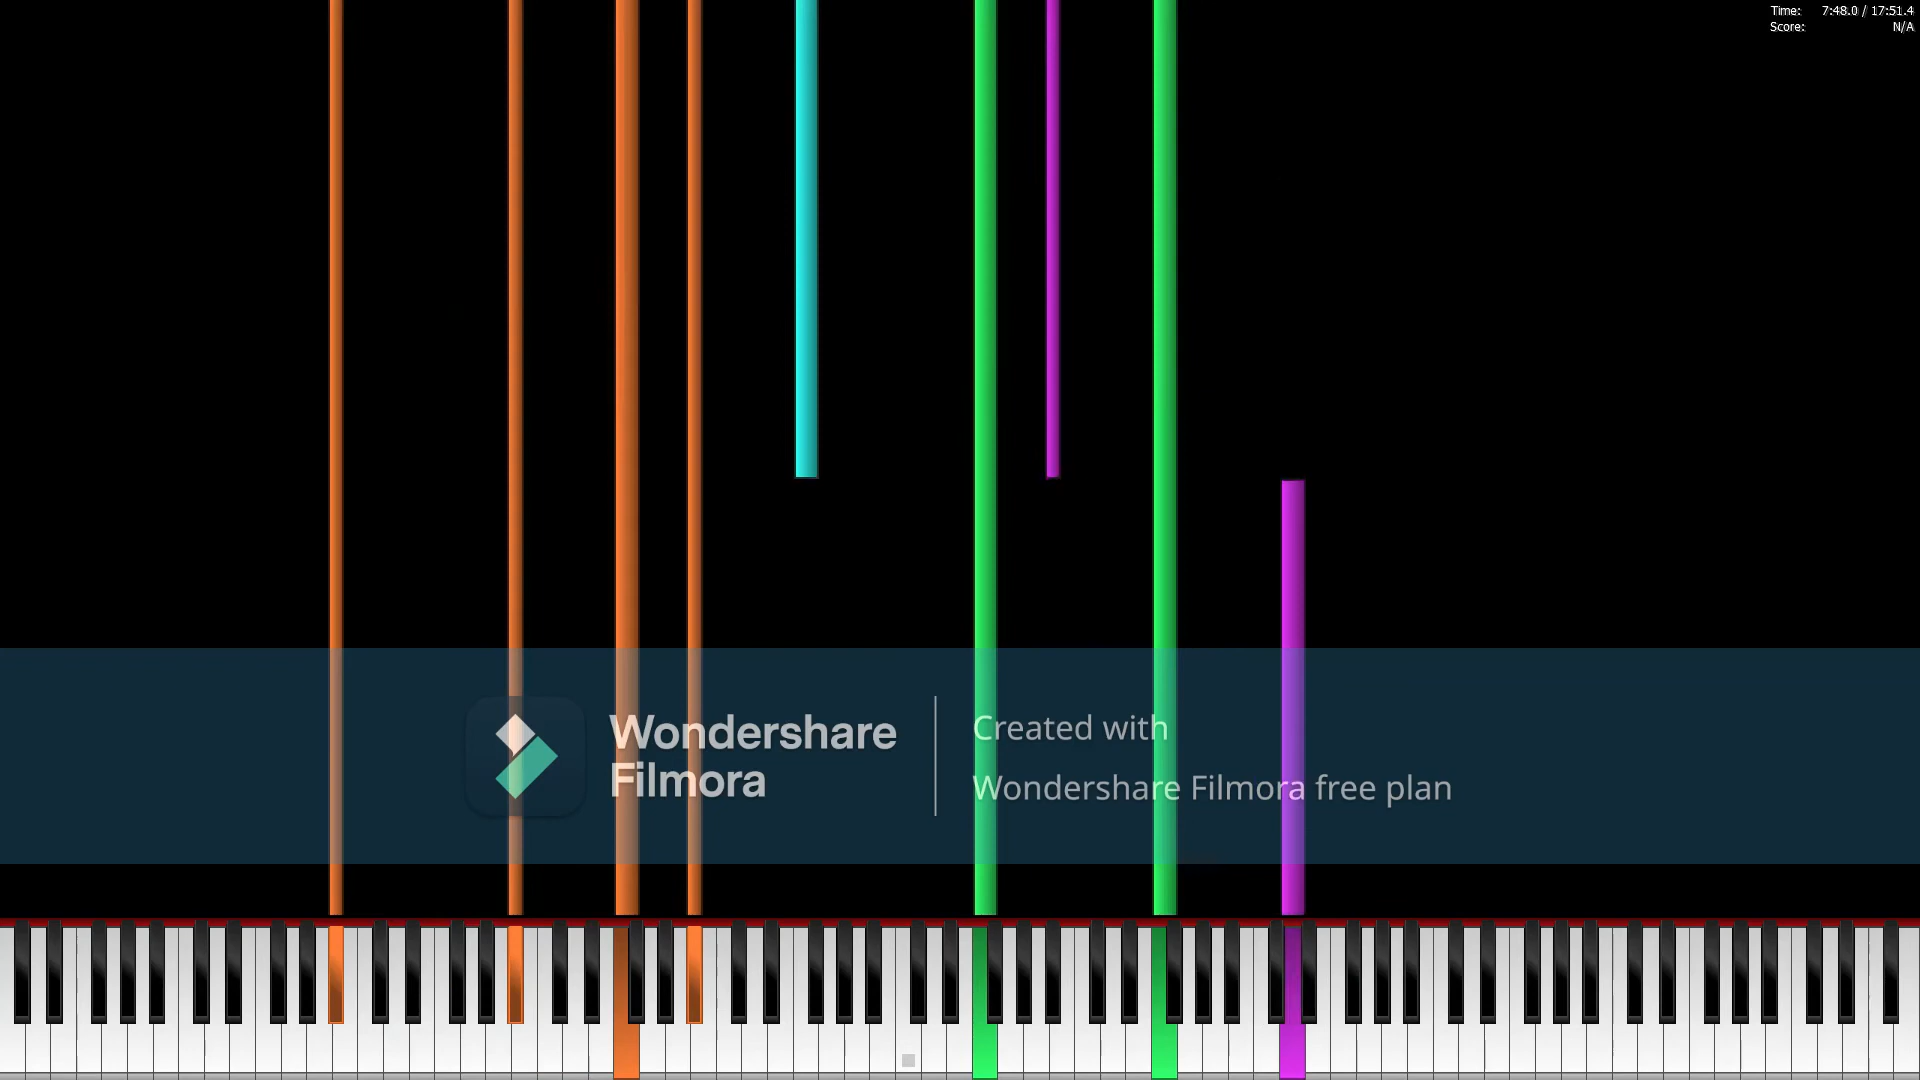 Time: 7:48.0 / 17:51.4
Score: N/A
Wondershare
Filmora
Created with
Wondershare Filmora free plan